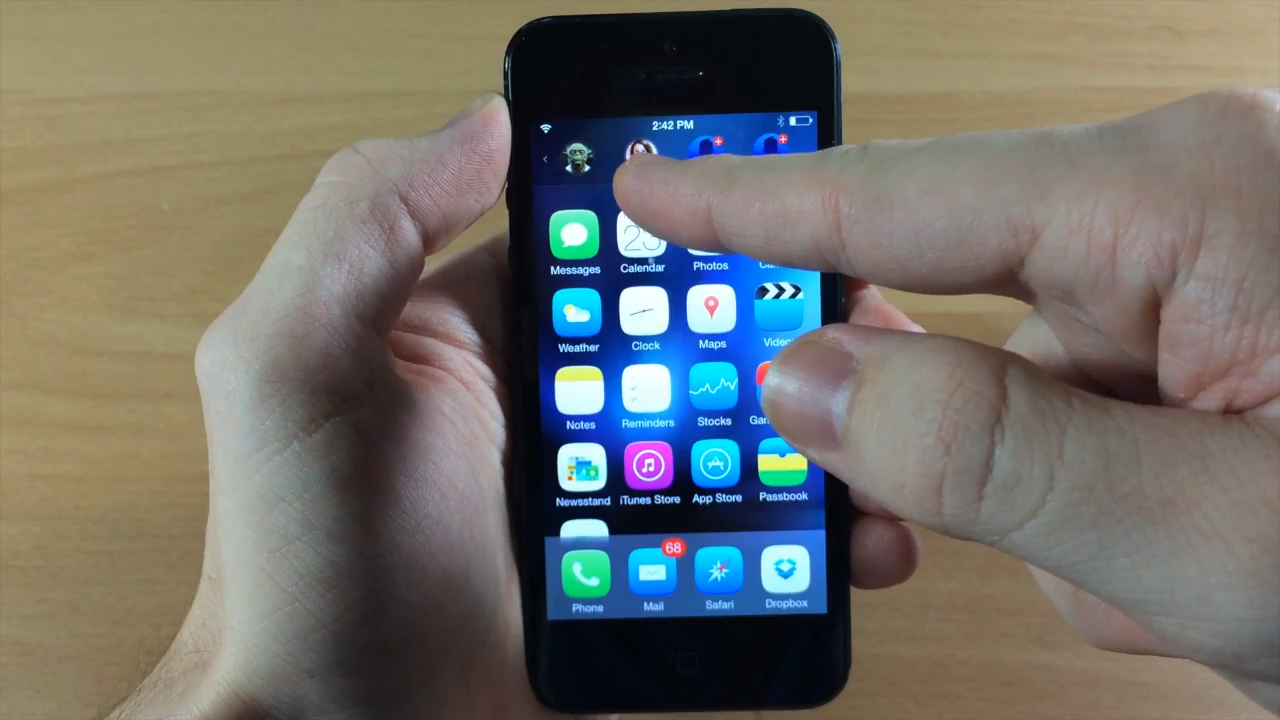 2:42 PM
23
Messages Calendar Photos
Weather Clock Maps
Notes Reminders Stocks
Newsstand iTunes Store App Store Passbook
68
Phone Mail Safari Dropbox